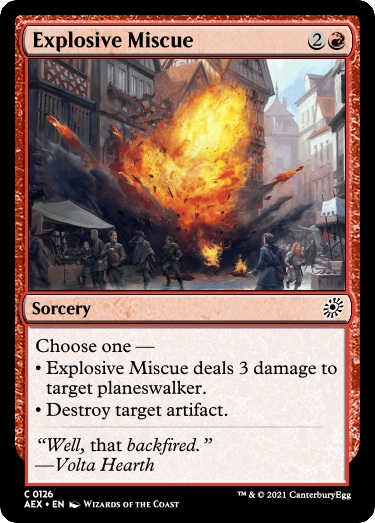 Explosive Miscue 2
Sorcery
Choose one —
• Explosive Miscue deals 3 damage to
target planeswalker.
• Destroy target artifact.
“Well, that backfired.”
—Volta Hearth
C 0126
AEX • EN Wizards of the Coast
™ & © 2021 CanterburyEgg